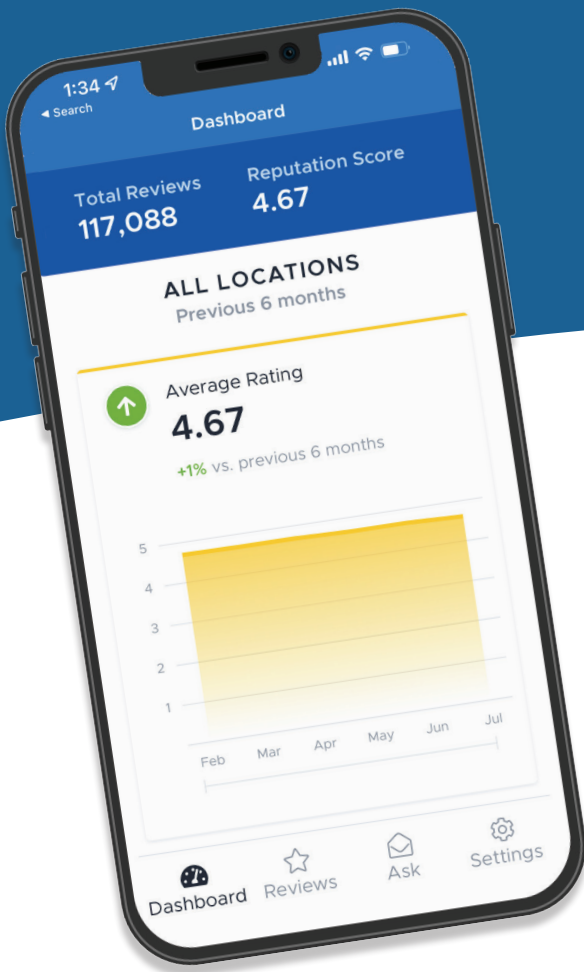 1:34
◀ Search
Dashboard
Total Reviews
117,088
Reputation Score
4.67
ALL LOCATIONS
Previous 6 months
Average Rating
4.67
+1% vs. previous 6 months
5
4
3
2
1
Feb Mar Apr May Jun Jul
Dashboard Reviews Ask Settings